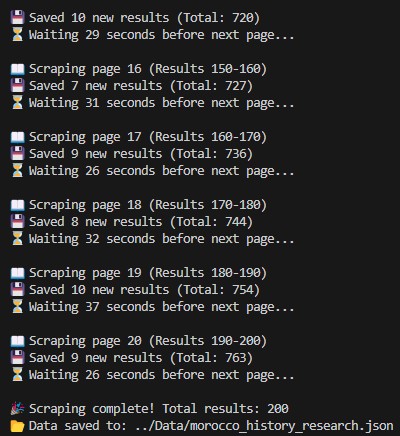 💾 Saved 10 new results (Total: 720)
⏳ Waiting 29 seconds before next page...
📖 Scraping page 16 (Results 150-160)
💾 Saved 7 new results (Total: 727)
⏳ Waiting 31 seconds before next page...
📖 Scraping page 17 (Results 160-170)
💾 Saved 9 new results (Total: 736)
⏳ Waiting 26 seconds before next page...
📖 Scraping page 18 (Results 170-180)
💾 Saved 8 new results (Total: 744)
⏳ Waiting 32 seconds before next page...
📖 Scraping page 19 (Results 180-190)
💾 Saved 10 new results (Total: 754)
⏳ Waiting 37 seconds before next page...
📖 Scraping page 20 (Results 190-200)
💾 Saved 9 new results (Total: 763)
⏳ Waiting 26 seconds before next page...
🎉 Scraping complete! Total results: 200
📂 Data saved to: ../Data/morocco_history_research.json